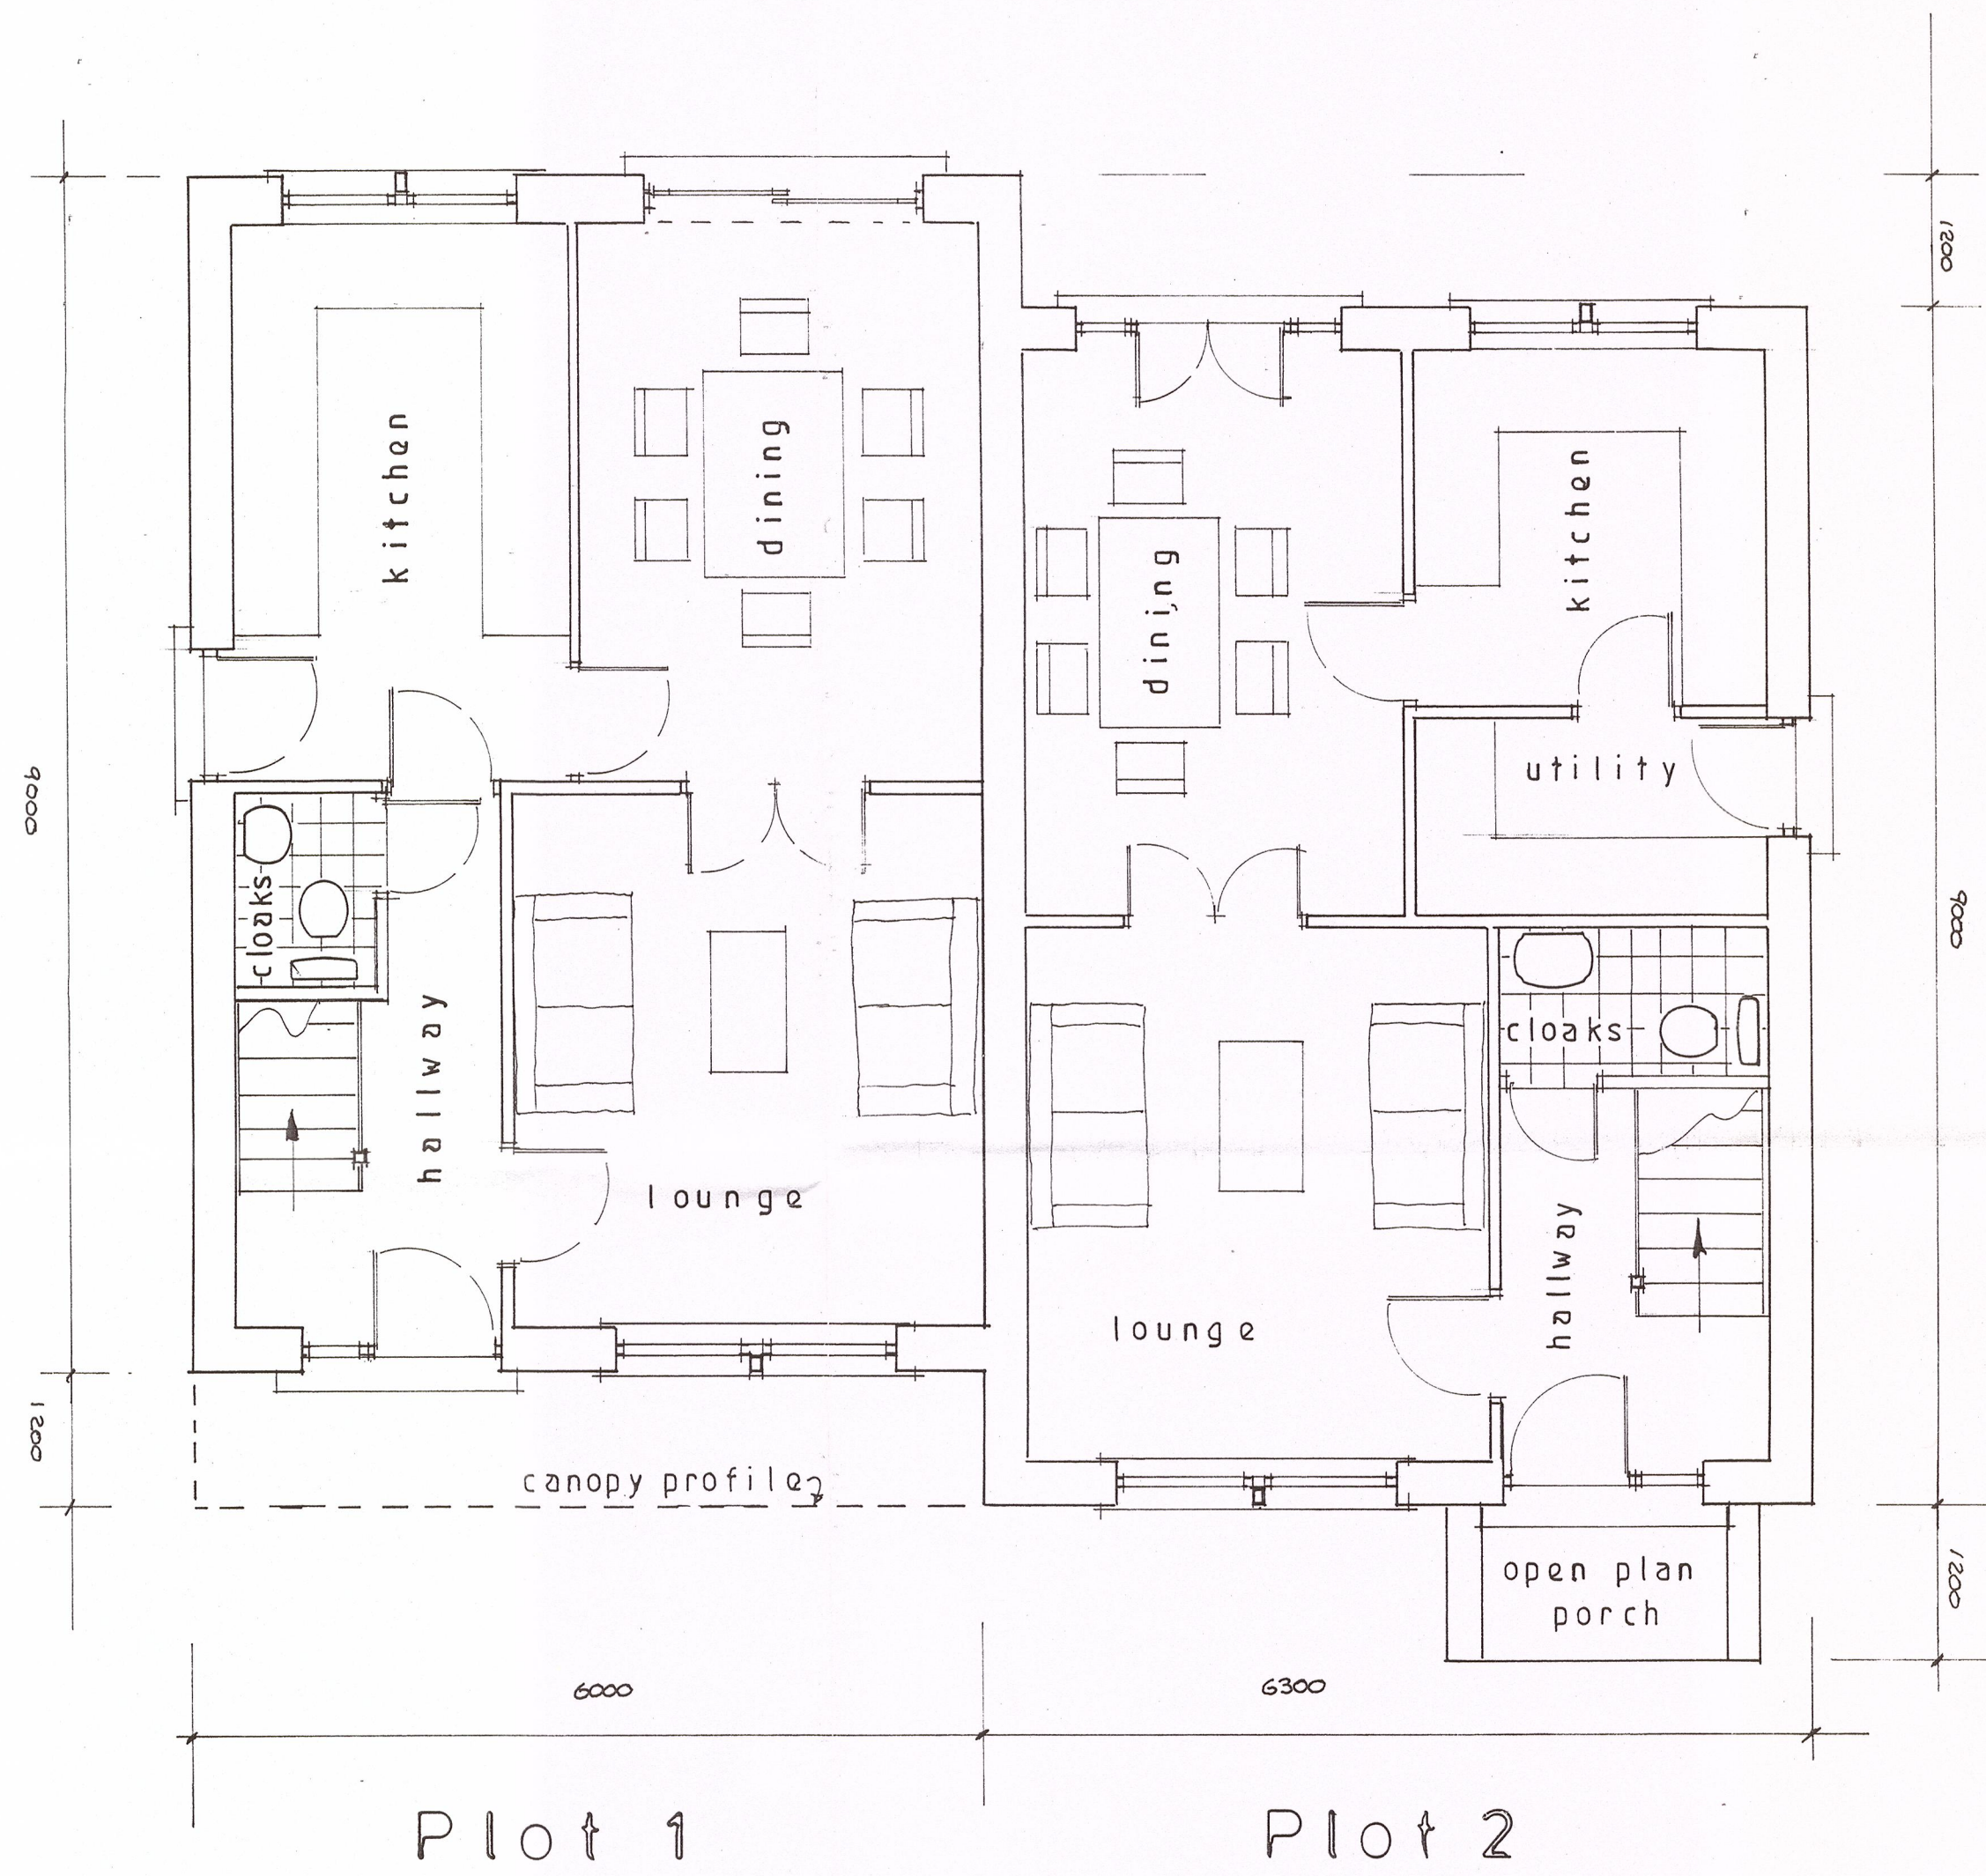 1200
kitchen
dining
kitchen
dining
utility
9000
cloaks
9000
hallway
cloaks
lounge
hallway
lounge
1200
canopy profile
open plan
porch
1200
6000
6300
Plot 1
Plot 2